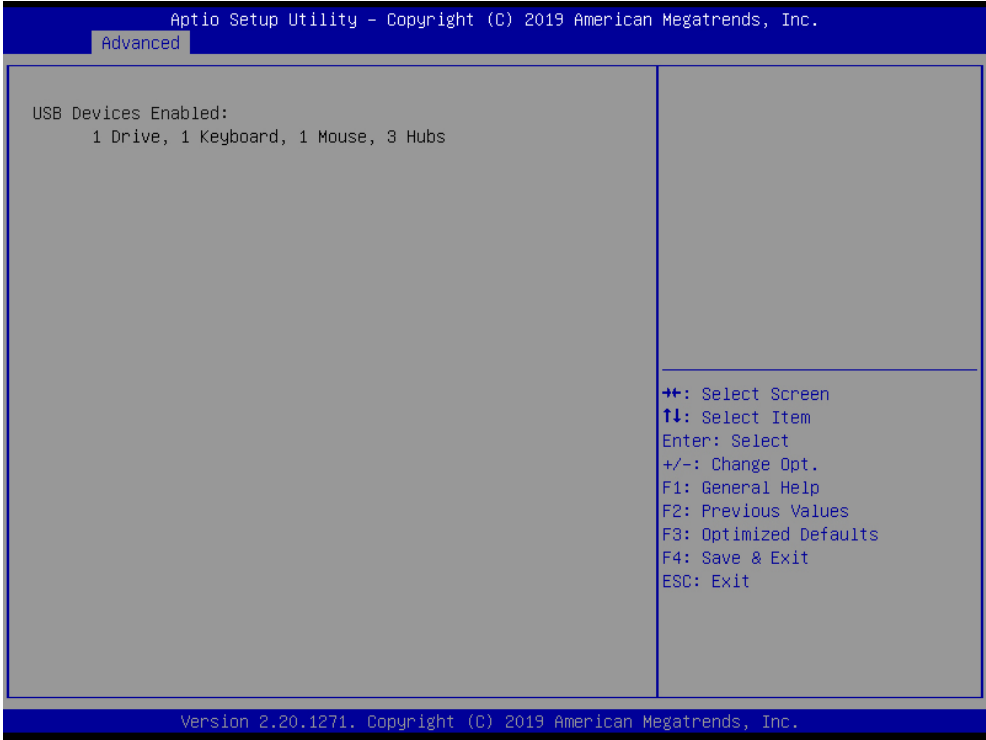 Aptio Setup Utility – Copyright (C) 2019 American Megatrends, Inc.
Advanced
USB Devices Enabled:
1 Drive, 1 Keyboard, 1 Mouse, 3 Hubs
→←: Select Screen
↑↓: Select Item
Enter: Select
+/-: Change Opt.
F1: General Help
F2: Previous Values
F3: Optimized Defaults
F4: Save & Exit
ESC: Exit
Version 2.20.1271. Copyright (C) 2019 American Megatrends, Inc.